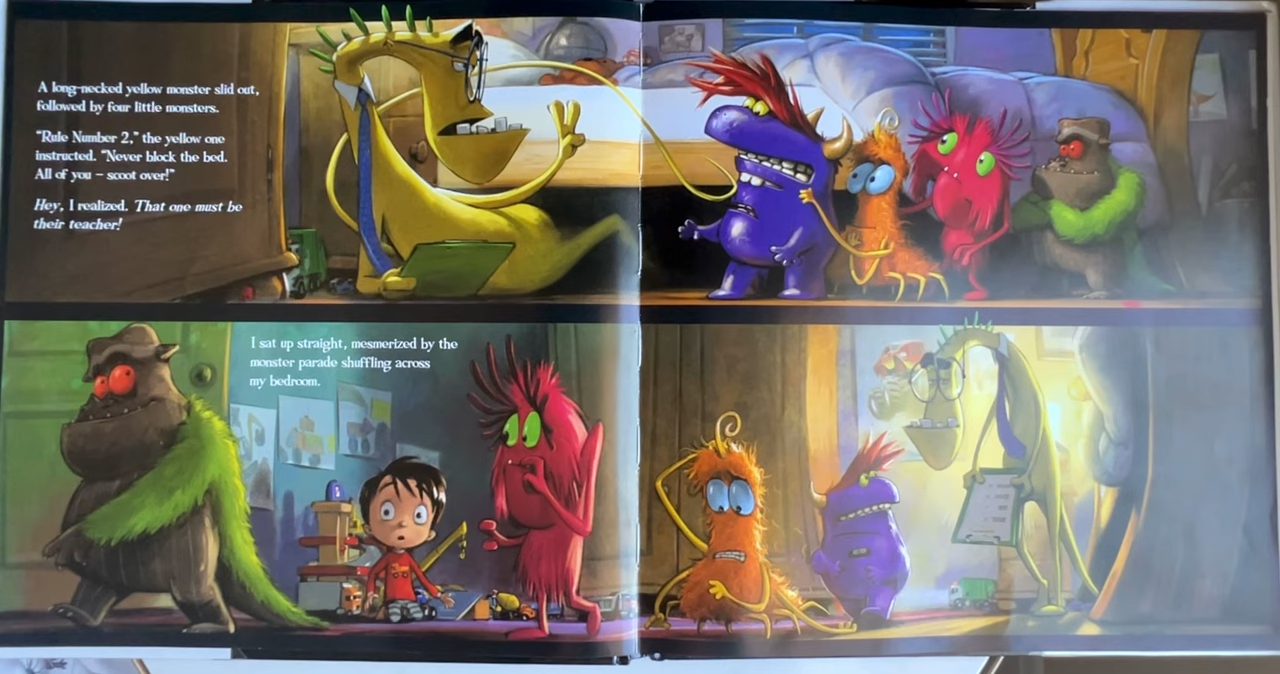 A long-necked yellow monster slid out,
followed by four little monsters.
"Rule Number 2," the yellow one
instructed. "Never block the bed.
All of you – scoot over!"
Hey, I realized. That one must be
their teacher!
I sat up straight, mesmerized by the
monster parade shuffling across
my bedroom.